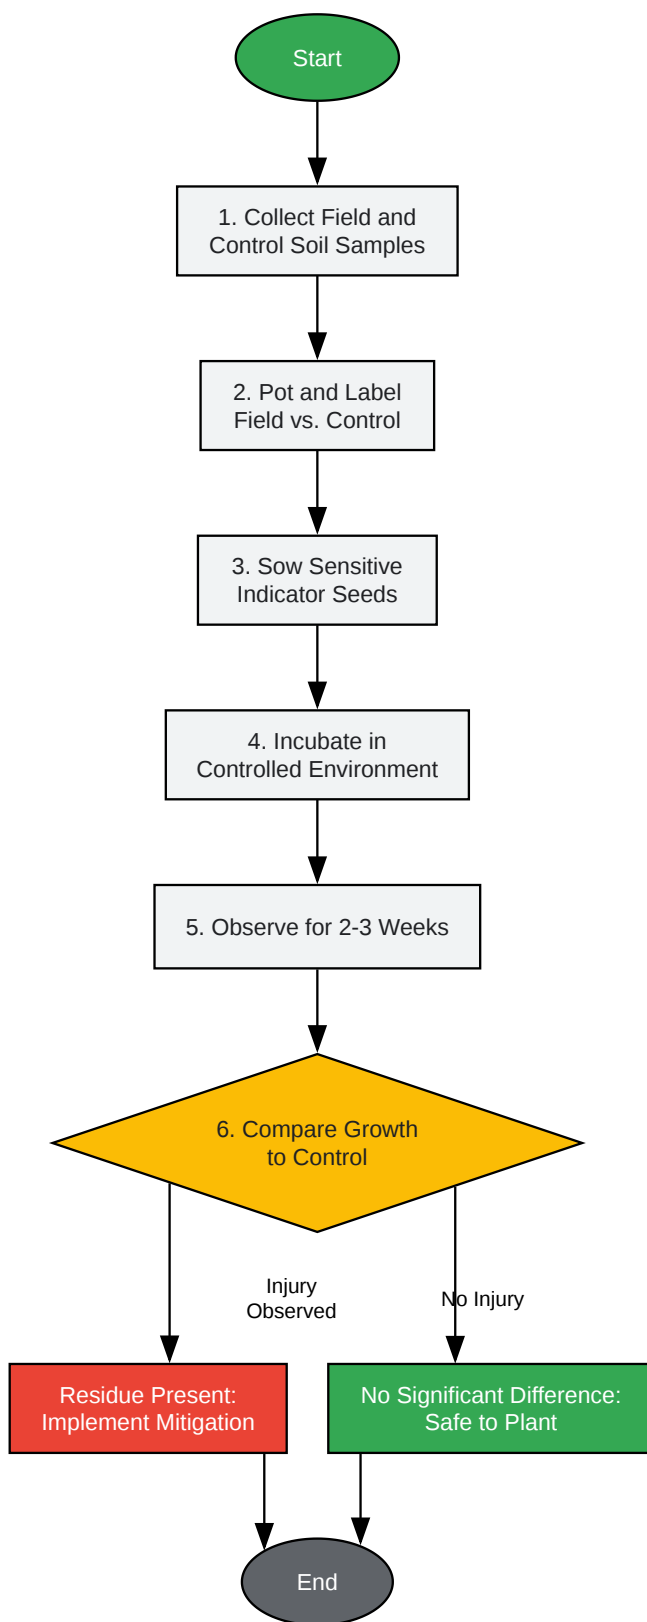 Start
1. Collect Field and
Control Soil Samples
2. Pot and Label
Field vs. Control
3. Sow Sensitive
Indicator Seeds
4. Incubate in
Controlled Environment
5. Observe for 2-3 Weeks
6. Compare Growth
to Control
Injury
Observed
No Injury
Residue Present:
Implement Mitigation
No Significant Difference:
Safe to Plant
End